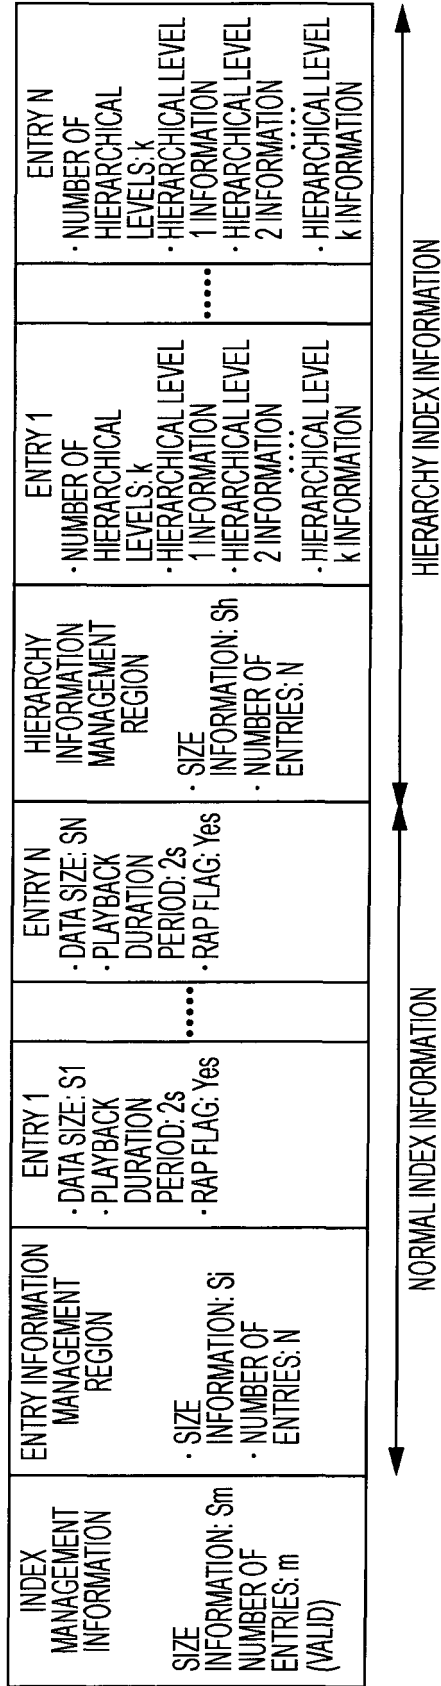 INDEX
MANAGEMENT
INFORMATION
SIZE
INFORMATION: Sm
NUMBER OF
ENTRIES: m
(VALID)
ENTRY INFORMATION
MANAGEMENT
REGION
· SIZE
INFORMATION: Si
· NUMBER OF
ENTRIES: N
ENTRY 1
· DATA SIZE: S1
· PLAYBACK
DURATION
PERIOD: 2s
· RAP FLAG: Yes
·····
ENTRY N
· DATA SIZE: SN
· PLAYBACK
DURATION
PERIOD: 2s
· RAP FLAG: Yes
HIERARCHY
INFORMATION
MANAGEMENT
REGION
· SIZE
INFORMATION: Sh
· NUMBER OF
ENTRIES: N
ENTRY 1
· NUMBER OF
HIERARCHICAL
LEVELS: k
· HIERARCHICAL LEVEL
1 INFORMATION
· HIERARCHICAL LEVEL
2 INFORMATION
····
· HIERARCHICAL LEVEL
k INFORMATION
·····
ENTRY N
· NUMBER OF
HIERARCHICAL
LEVELS: k
· HIERARCHICAL LEVEL
1 INFORMATION
· HIERARCHICAL LEVEL
2 INFORMATION
····
· HIERARCHICAL LEVEL
k INFORMATION
NORMAL INDEX INFORMATION
HIERARCHY INDEX INFORMATION